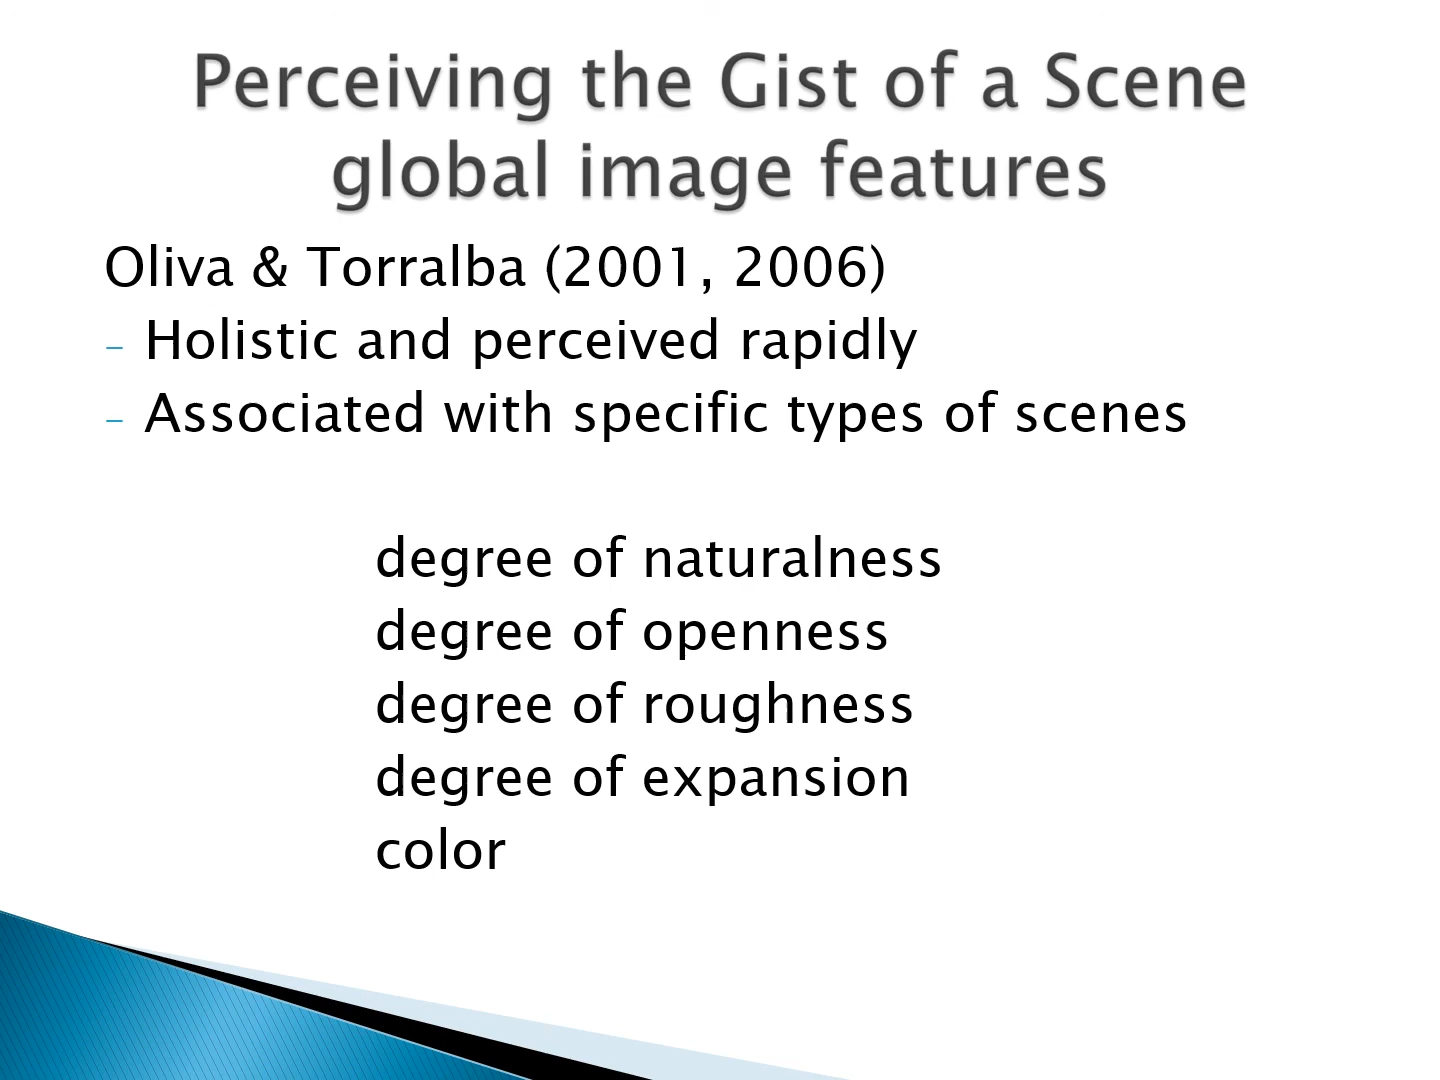 Perceiving the Gist of a Scene
global image features
Oliva & Torralba (2001, 2006)
– Holistic and perceived rapidly
– Associated with specific types of scenes
degree of naturalness
degree of openness
degree of roughness
degree of expansion
color